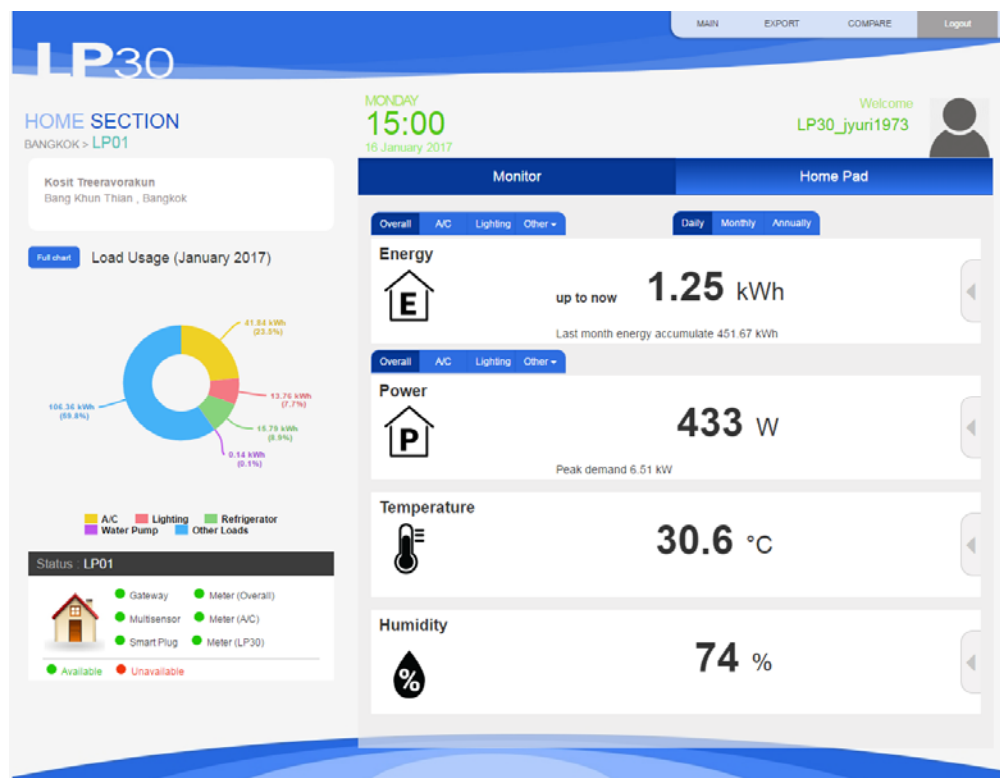 MAIN EXPORT COMPARE Logout
LP30
HOME SECTION
BANGKOK > LP01
MONDAY
15:00
16 January 2017
Welcome
LP30_jyuri1973
Kosit Treeravorakun
Bang Khun Thian , Bangkok
Monitor Home Pad
Full chart Load Usage (January 2017)
41.84 kWh
(23.5%)
13.76 kWh
(7.7%)
15.79 kWh
(8.9%)
0.14 kWh
(0.1%)
106.36 kWh
(59.8%)
A/C Lighting Refrigerator
Water Pump Other Loads
Status : LP01
Gateway Meter (Overall)
Multisensor Meter (A/C)
Smart Plug Meter (LP30)
Available Unavailable
Overall A/C Lighting Other Daily Monthly Annually
Energy
E
up to now 1.25 kWh
Last month energy accumulate 451.67 kWh
Overall A/C Lighting Other
Power
P
433 W
Peak demand 6.51 kW
Temperature
30.6 °C
Humidity
%
74 %